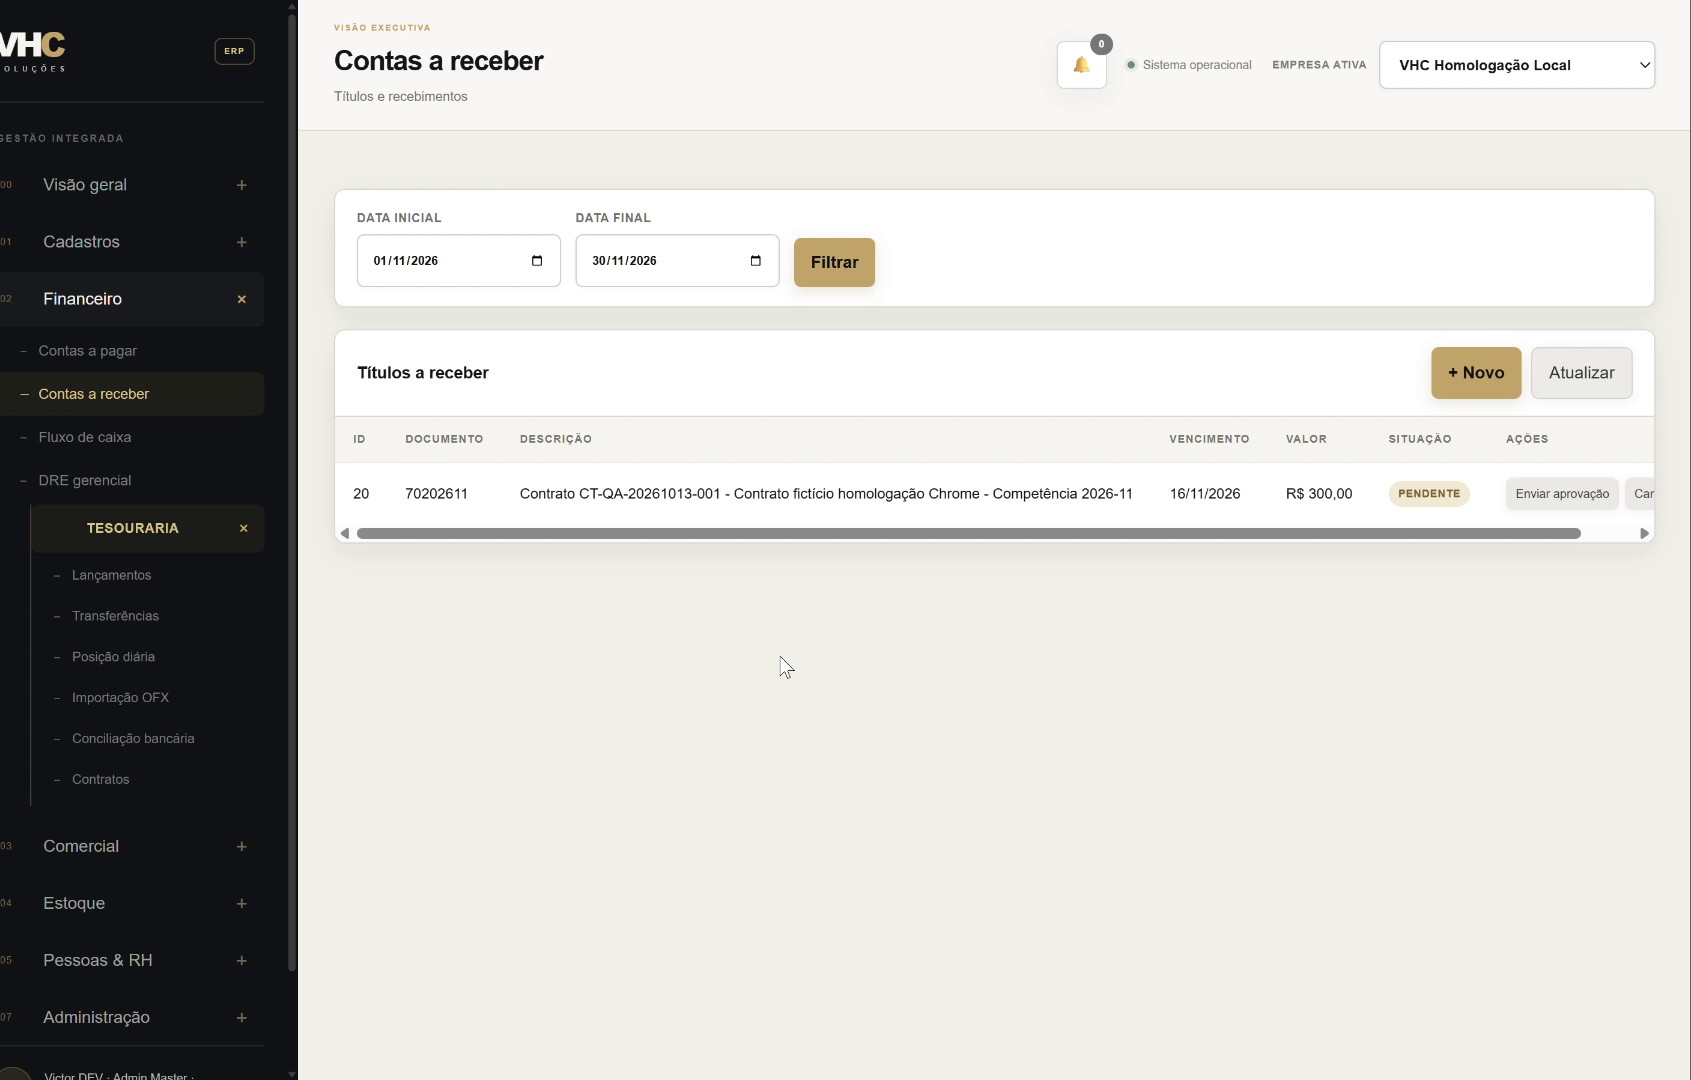 VHC
OLUÇÕES
ERP
GESTÃO INTEGRADA
00 Visão geral +
01 Cadastros +
02 Financeiro ×
– Contas a pagar
– Contas a receber
– Fluxo de caixa
– DRE gerencial
TESOURARIA ×
– Lançamentos
– Transferências
– Posição diária
– Importação OFX
– Conciliação bancária
– Contratos
03 Comercial +
04 Estoque +
05 Pessoas & RH +
07 Administração +
Victor DEV · Admin Master ·
VISÃO EXECUTIVA
Contas a receber
Títulos e recebimentos
0
Sistema operacional
EMPRESA ATIVA
VHC Homologação Local
DATA INICIAL DATA FINAL
01/11/2026 30/11/2026 Filtrar
Títulos a receber + Novo Atualizar
ID DOCUMENTO DESCRIÇÃO VENCIMENTO VALOR SITUAÇÃO AÇÕES
20 70202611 Contrato CT-QA-20261013-001 - Contrato fictício homologação Chrome - Competência 2026-11 16/11/2026 R$ 300,00 PENDENTE Enviar aprovação Car